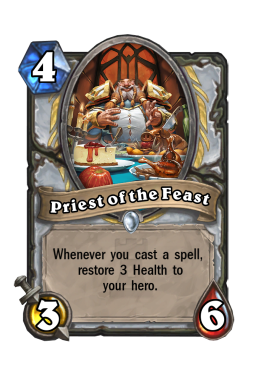 4
Priest of the Feast
Whenever you cast a spell,
restore 3 Health to
your hero.
3
6